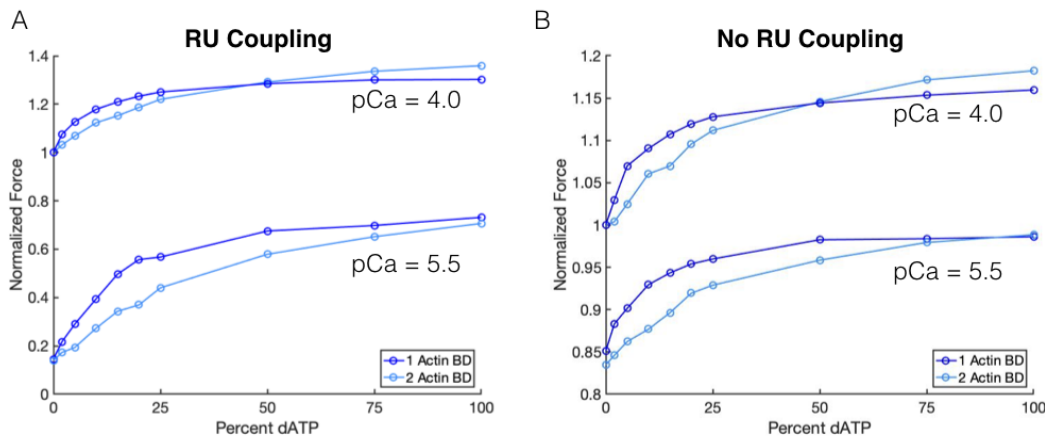 A
RU Coupling
1.4
1.2
1
0.8
0.6
0.4
0.2
0
Normalized Force
pCa = 4.0
pCa = 5.5
1 Actin BD
2 Actin BD
0 25 50 75 100
Percent dATP
B
No RU Coupling
1.2
1.15
1.1
1.05
1
0.95
0.9
0.85
0.8
Normalized Force
pCa = 4.0
pCa = 5.5
1 Actin BD
2 Actin BD
0 25 50 75 100
Percent dATP